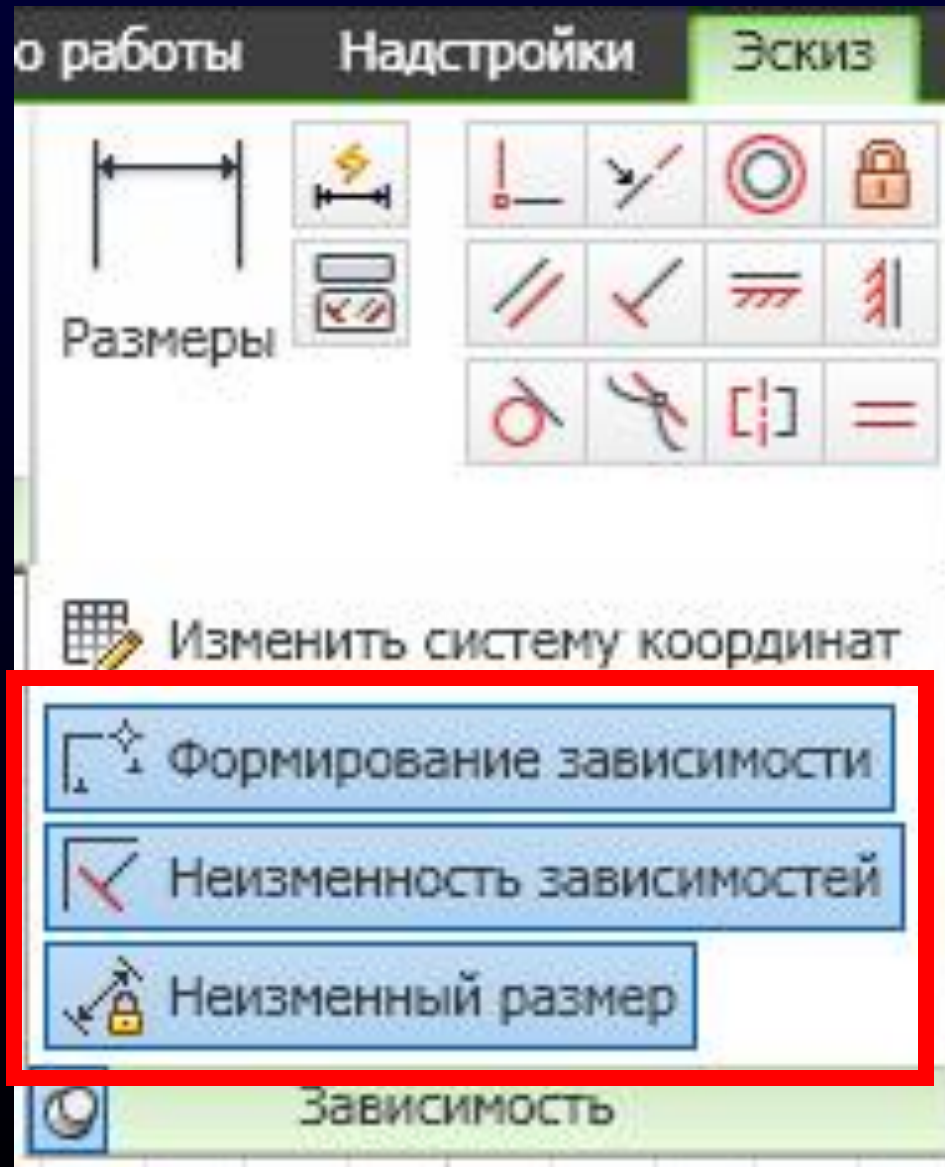 о работы Надстройки Эскиз
Размеры
Изменить систему координат
Формирование зависимости
Неизменность зависимостей
Неизменный размер
Зависимость